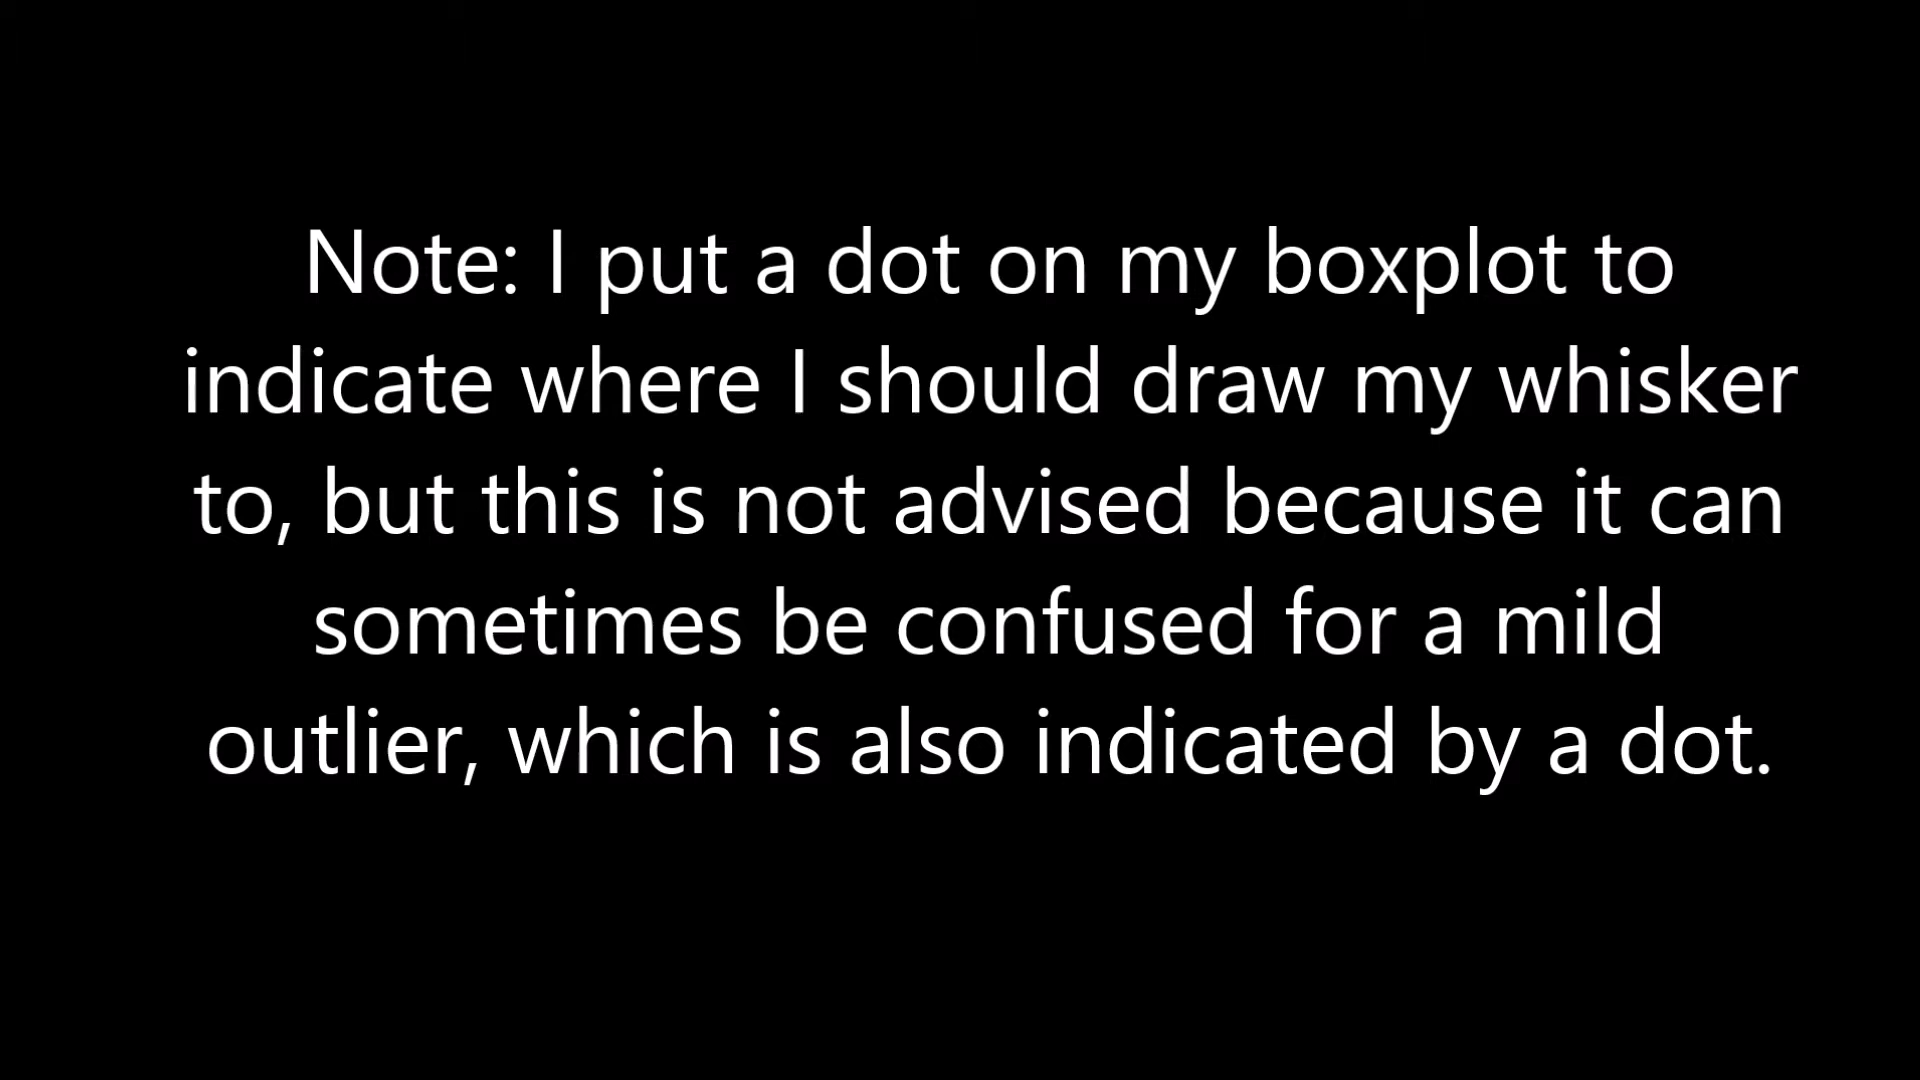 Note: I put a dot on my boxplot to
indicate where I should draw my whisker
to, but this is not advised because it can
sometimes be confused for a mild
outlier, which is also indicated by a dot.